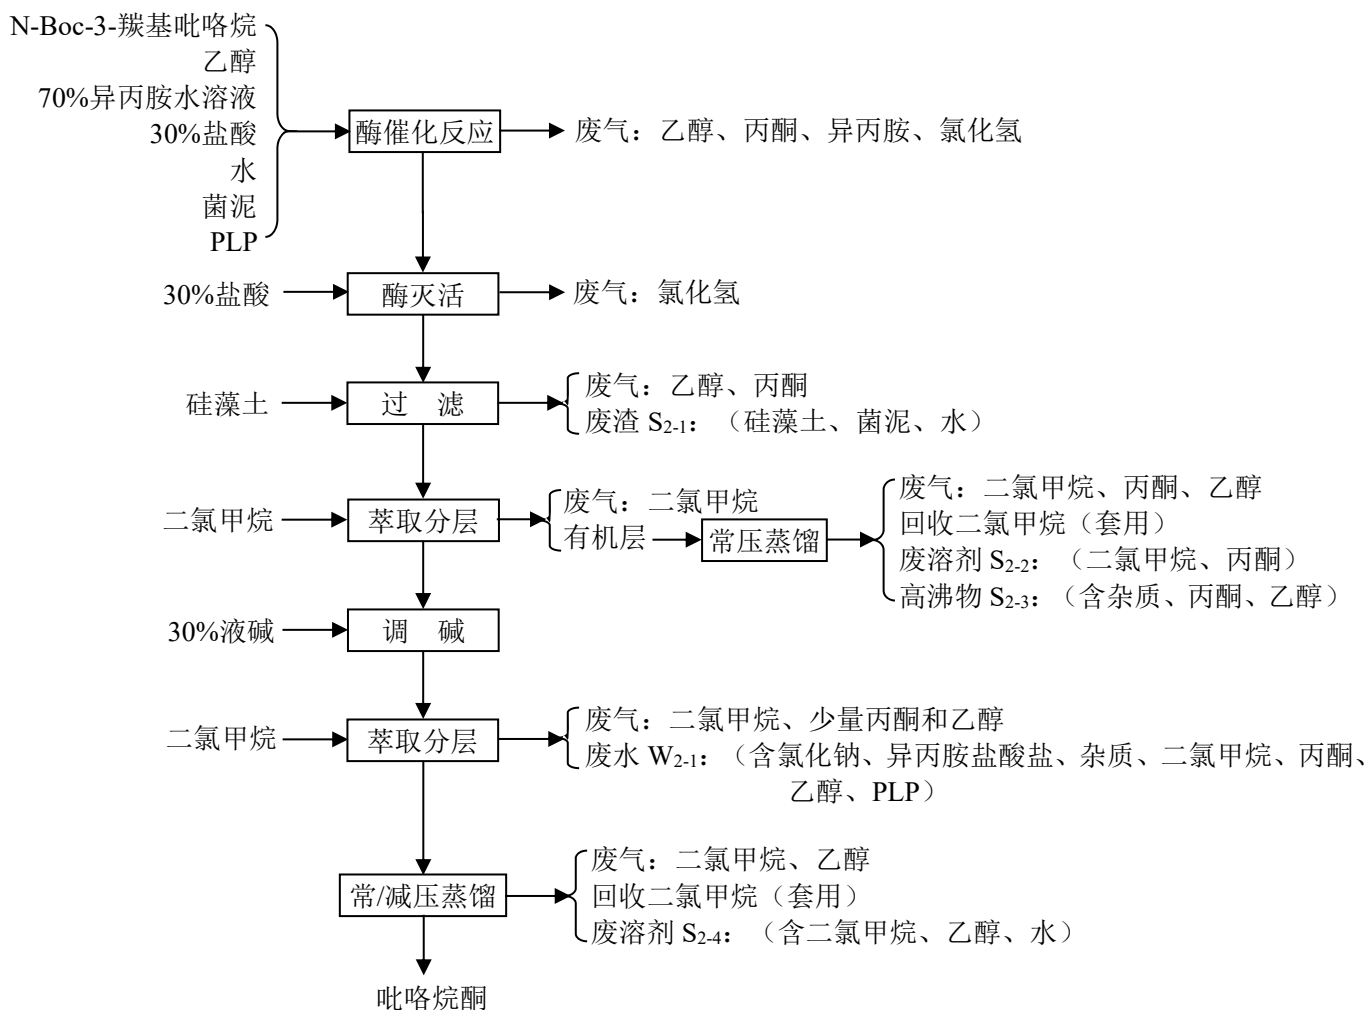 N-Boc-3-羰基吡咯烷
乙醇
70%异丙胺水溶液
30%盐酸
水
菌泥
PLP
酶催化反应
废气：乙醇、丙酮、异丙胺、氯化氢
30%盐酸
酶灭活
废气：氯化氢
硅藻土
过 滤
废气：乙醇、丙酮
废渣 S2-1：（硅藻土、菌泥、水）
二氯甲烷
萃取分层
废气：二氯甲烷
有机层
常压蒸馏
废气：二氯甲烷、丙酮、乙醇
回收二氯甲烷（套用）
废溶剂 S2-2：（二氯甲烷、丙酮）
高沸物 S2-3：（含杂质、丙酮、乙醇）
30%液碱
调 碱
二氯甲烷
萃取分层
废气：二氯甲烷、少量丙酮和乙醇
废水 W2-1：（含氯化钠、异丙胺盐酸盐、杂质、二氯甲烷、丙酮、
乙醇、PLP）
常/减压蒸馏
废气：二氯甲烷、乙醇
回收二氯甲烷（套用）
废溶剂 S2-4：（含二氯甲烷、乙醇、水）
吡咯烷酮